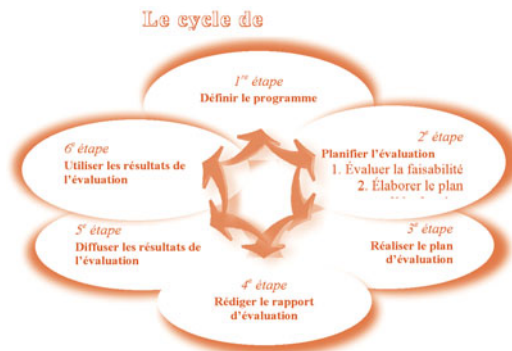 Le cycle de
1re étape
Définir le programme
2e étape
Planifier l'évaluation
1. Évaluer la faisabilité
2. Élaborer le plan
3e étape
Réaliser le plan
d'évaluation
4e étape
Rédiger le rapport
d'évaluation
5e étape
Diffuser les résultats de
l'évaluation
6e étape
Utiliser les résultats de
l'évaluation